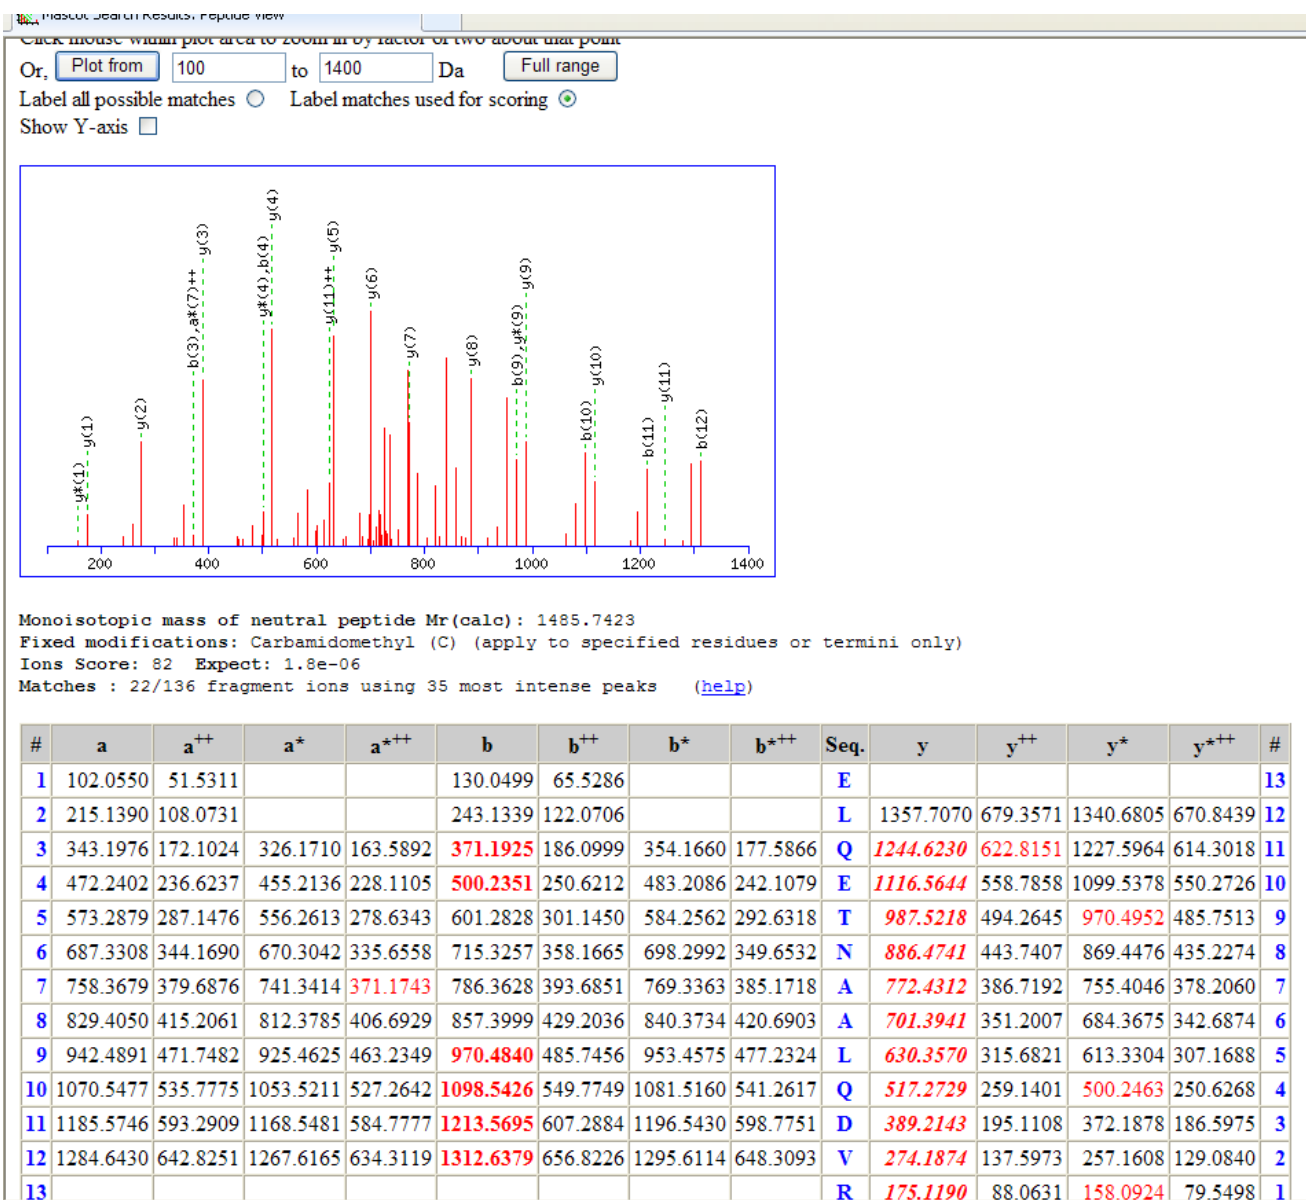 Mascot Search Results: Peptide View
Click mouse within plot area to zoom in by factor of two about that point
Or, Plot from 100 to 1400 Da Full range
Label all possible matches Label matches used for scoring
Show Y-axis
y*(1) y(1) y(2) b(3),a*(7)++ y(3) y*(4),b(4) y(4) y(11)++ y(5) y(6) y(7) y(8) b(9),y*(9) y(9) b(10) y(10) b(11) y(11) b(12)
200 400 600 800 1000 1200 1400
Monoisotopic mass of neutral peptide Mr(calc): 1485.7423
Fixed modifications: Carbamidomethyl (C) (apply to specified residues or termini only)
Ions Score: 82 Expect: 1.8e-06
Matches : 22/136 fragment ions using 35 most intense peaks (help)
# a a++ a* a*++ b b++ b* b*++ Seq. y y++ y* y*++ #
1 102.0550 51.5311 130.0499 65.5286 E 13
2 215.1390 108.0731 243.1339 122.0706 L 1357.7070 679.3571 1340.6805 670.8439 12
3 343.1976 172.1024 326.1710 163.5892 371.1925 186.0999 354.1660 177.5866 Q 1244.6230 622.8151 1227.5964 614.3018 11
4 472.2402 236.6237 455.2136 228.1105 500.2351 250.6212 483.2086 242.1079 E 1116.5644 558.7858 1099.5378 550.2726 10
5 573.2879 287.1476 556.2613 278.6343 601.2828 301.1450 584.2562 292.6318 T 987.5218 494.2645 970.4952 485.7513 9
6 687.3308 344.1690 670.3042 335.6558 715.3257 358.1665 698.2992 349.6532 N 886.4741 443.7407 869.4476 435.2274 8
7 758.3679 379.6876 741.3414 371.1743 786.3628 393.6851 769.3363 385.1718 A 772.4312 386.7192 755.4046 378.2060 7
8 829.4050 415.2061 812.3785 406.6929 857.3999 429.2036 840.3734 420.6903 A 701.3941 351.2007 684.3675 342.6874 6
9 942.4891 471.7482 925.4625 463.2349 970.4840 485.7456 953.4575 477.2324 L 630.3570 315.6821 613.3304 307.1688 5
10 1070.5477 535.7775 1053.5211 527.2642 1098.5426 549.7749 1081.5160 541.2617 Q 517.2729 259.1401 500.2463 250.6268 4
11 1185.5746 593.2909 1168.5481 584.7777 1213.5695 607.2884 1196.5430 598.7751 D 389.2143 195.1108 372.1878 186.5975 3
12 1284.6430 642.8251 1267.6165 634.3119 1312.6379 656.8226 1295.6114 648.3093 V 274.1874 137.5973 257.1608 129.0840 2
13 R 175.1190 88.0631 158.0924 79.5498 1